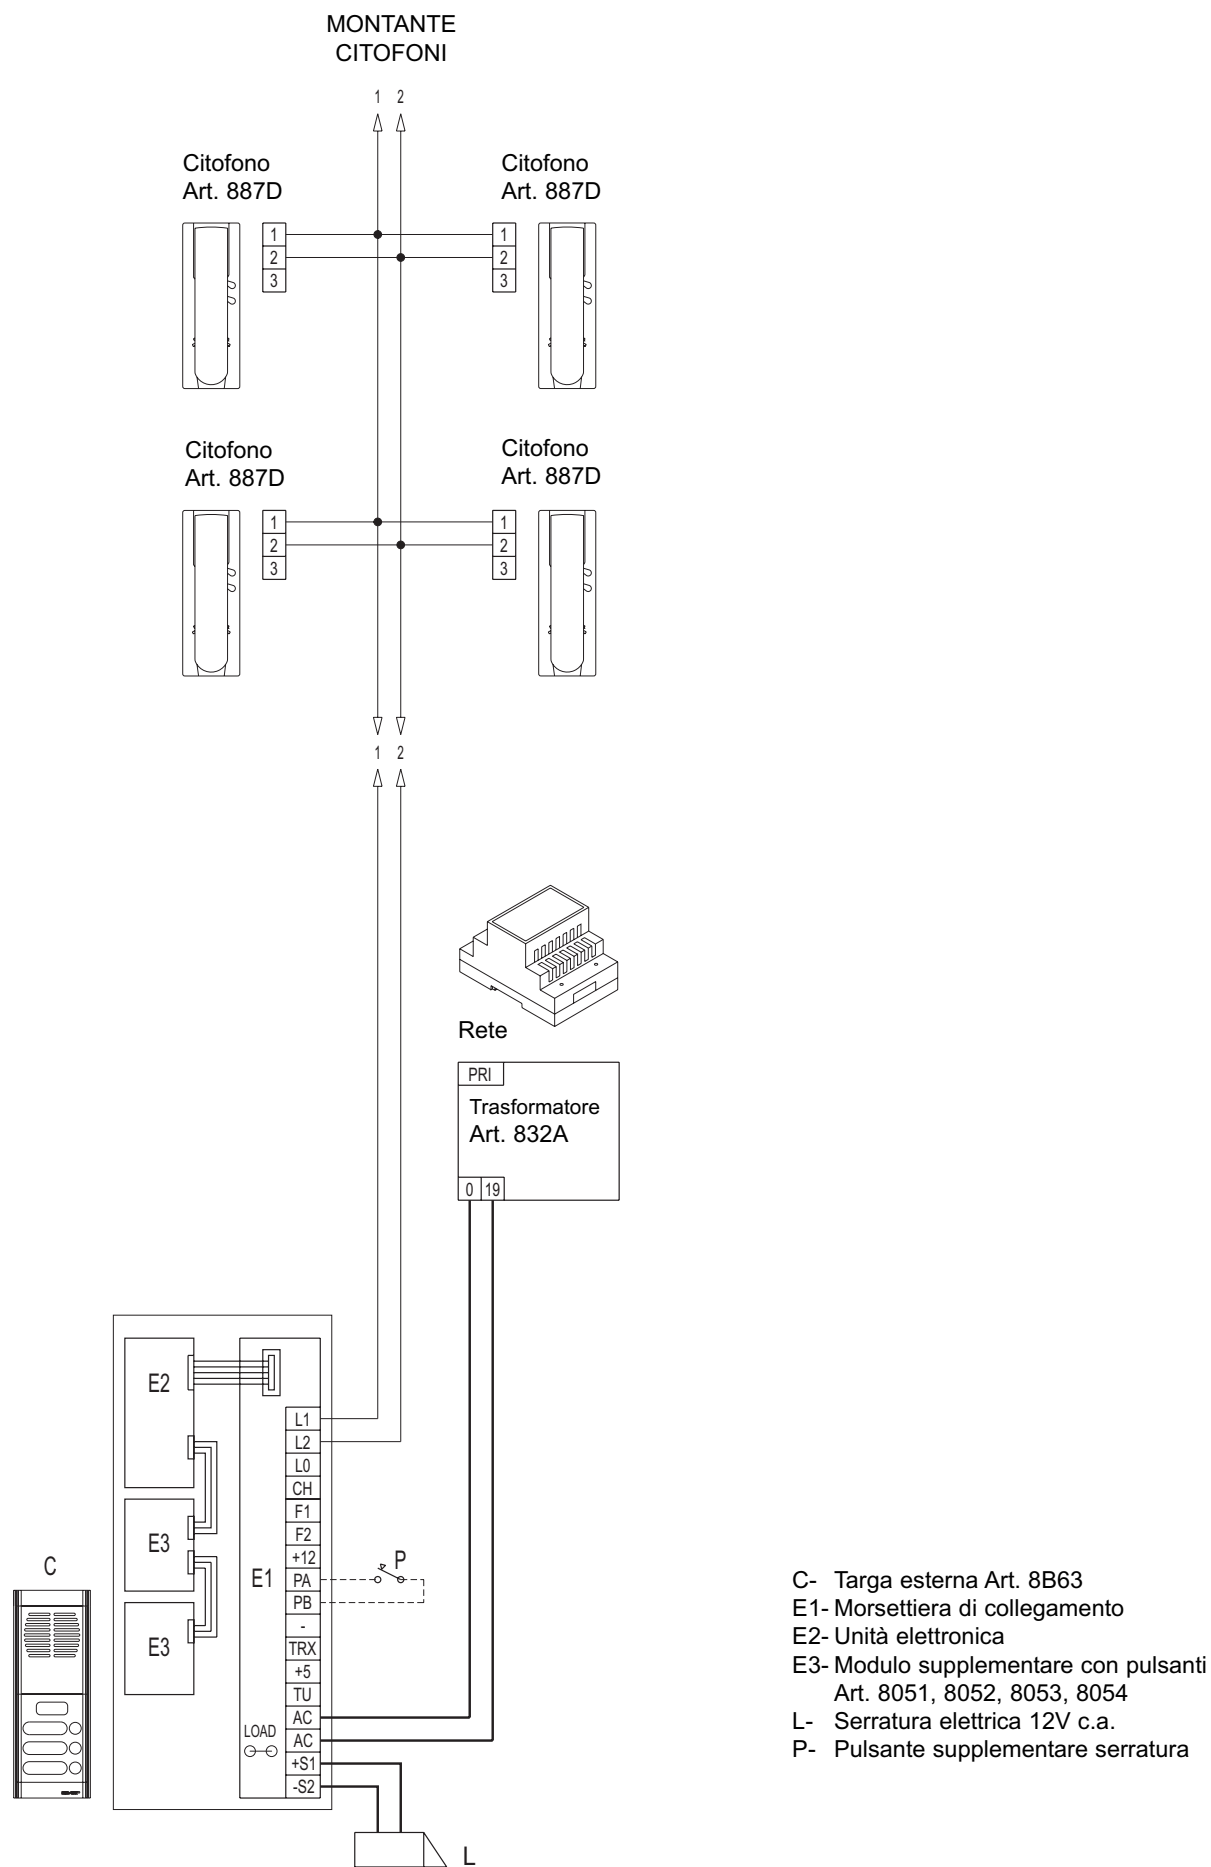 MONTANTE
CITOFONI
1 2
Citofono
Art. 887D
Citofono
Art. 887D
1
2
3
1
2
3
Citofono
Art. 887D
Citofono
Art. 887D
1
2
3
1
2
3
1 2
Rete
PRI
Trasformatore
Art. 832A
0 19
E2
E3
E3
E1
L1
L2
L0
CH
F1
F2
+12
PA
PB
-
TRX
+5
TU
AC
AC
+S1
-S2
LOAD
P
C
L
C- Targa esterna Art. 8B63
E1- Morsettiera di collegamento
E2- Unità elettronica
E3- Modulo supplementare con pulsanti
Art. 8051, 8052, 8053, 8054
L- Serratura elettrica 12V c.a.
P- Pulsante supplementare serratura